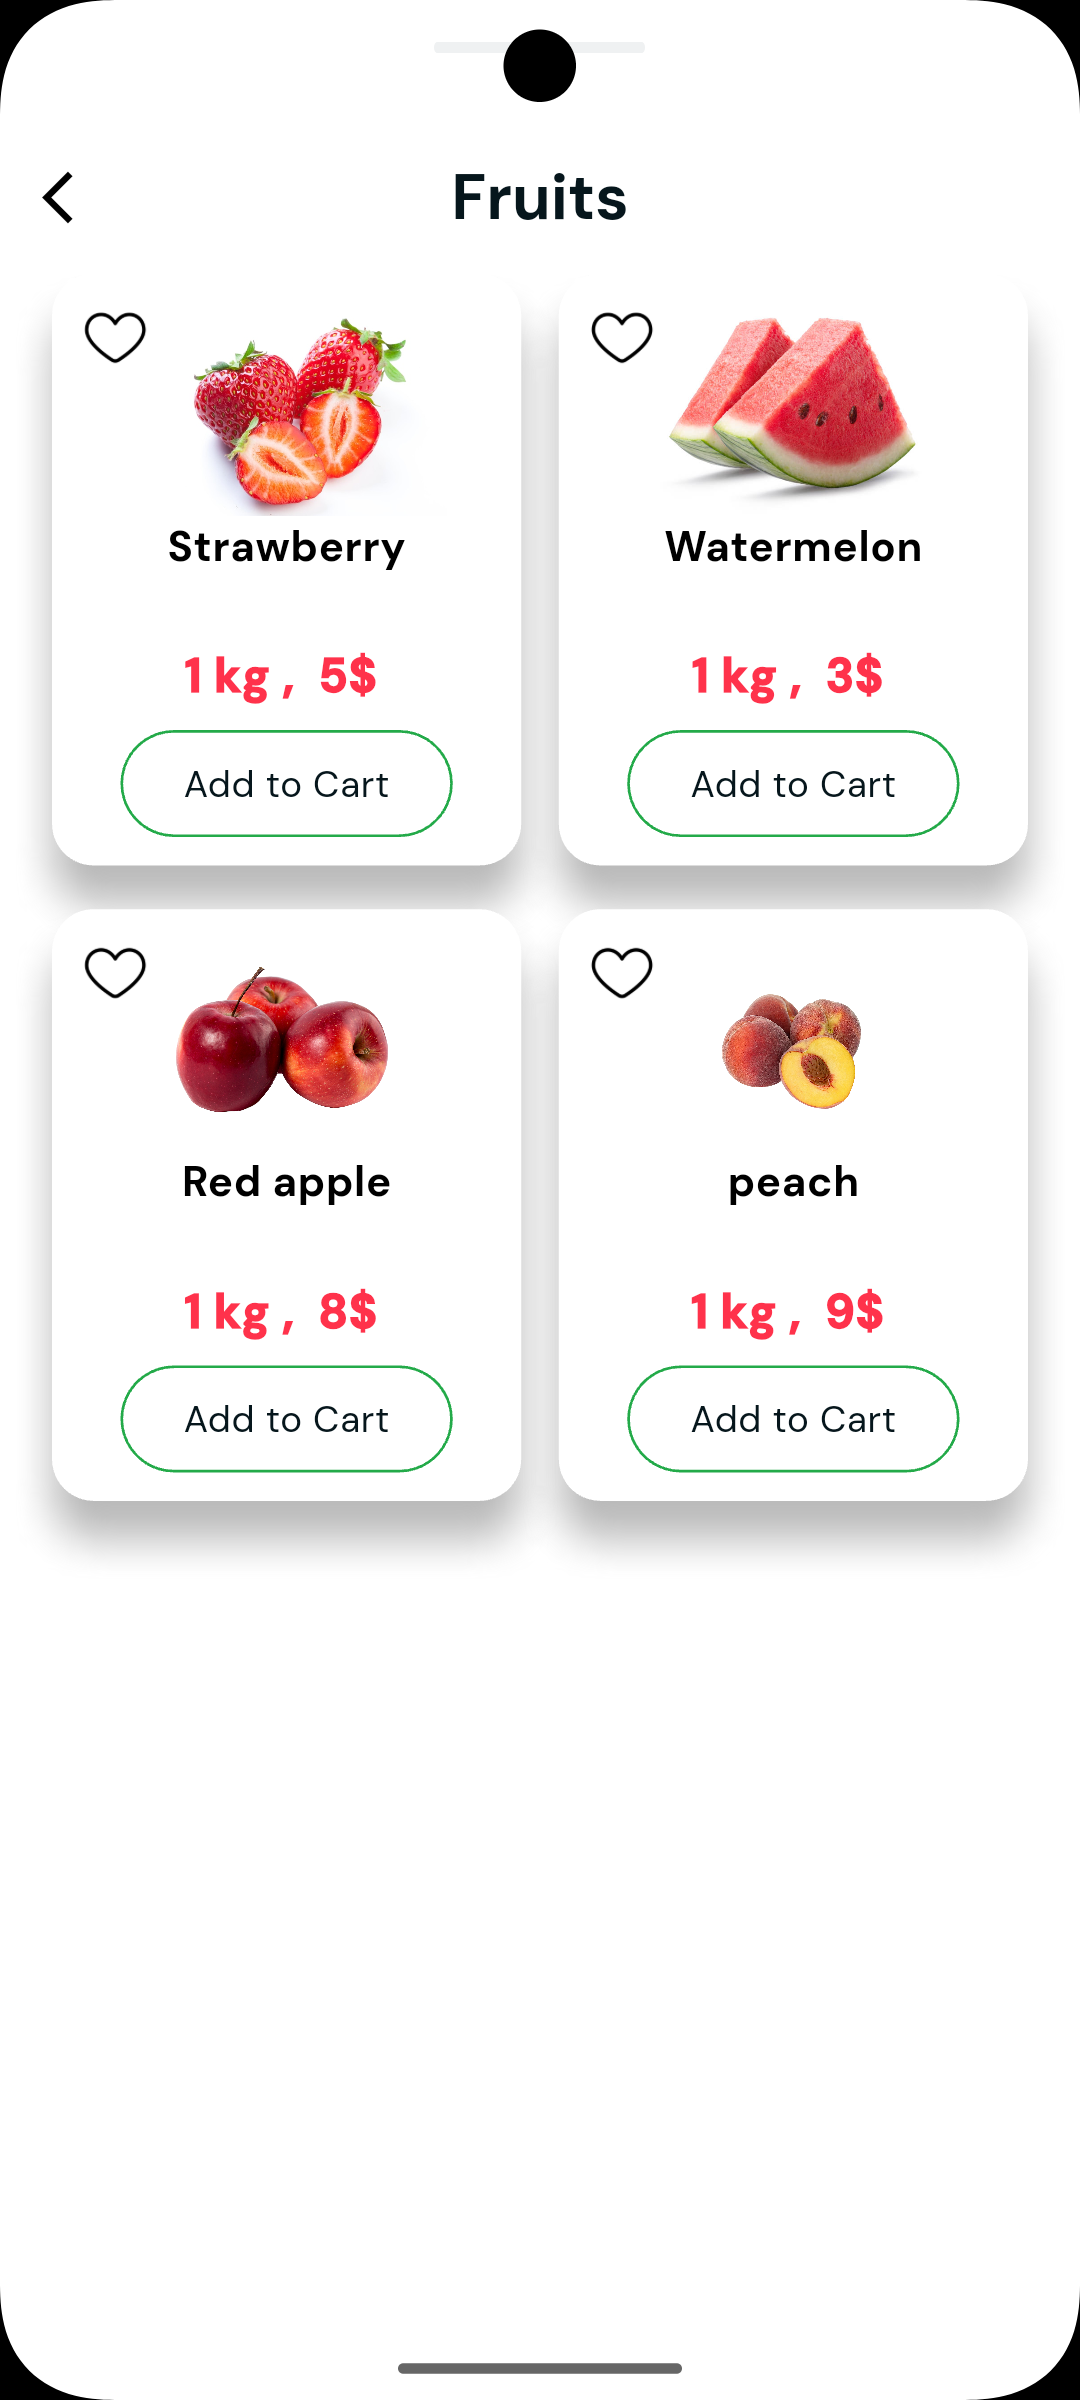 Fruits
Strawberry
1 kg ,  5$
Add to Cart
Watermelon
1 kg ,  3$
Add to Cart
Red apple
1 kg ,  8$
Add to Cart
peach
1 kg ,  9$
Add to Cart